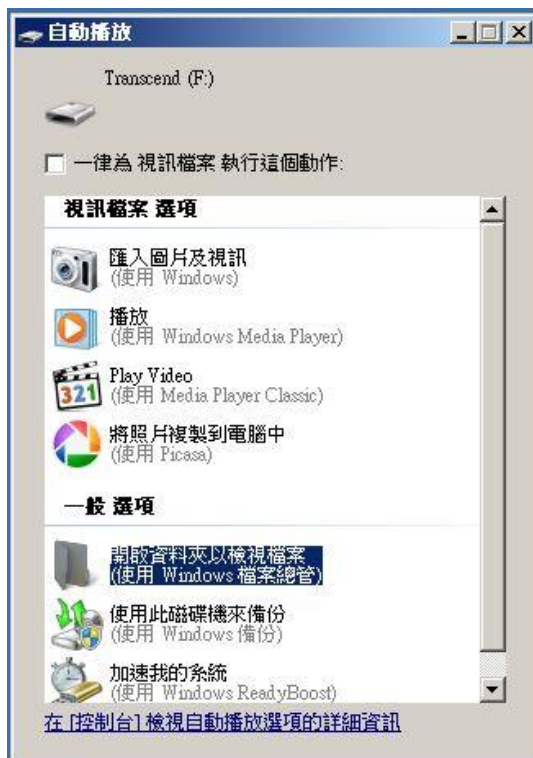 自動播放
Transcend (F:)
一律為 視訊檔案 執行這個動作:
視訊檔案 選項
匯入圖片及視訊
(使用 Windows)
播放
(使用 Windows Media Player)
321
Play Video
(使用 Media Player Classic)
將照片複製到電腦中
(使用 Picasa)
一般 選項
開啟資料夾以檢視檔案
(使用 Windows 檔案總管)
使用此磁碟機來備份
(使用 Windows 備份)
加速我的系統
(使用 Windows ReadyBoost)
在 [控制台] 檢視自動播放選項的詳細資訊